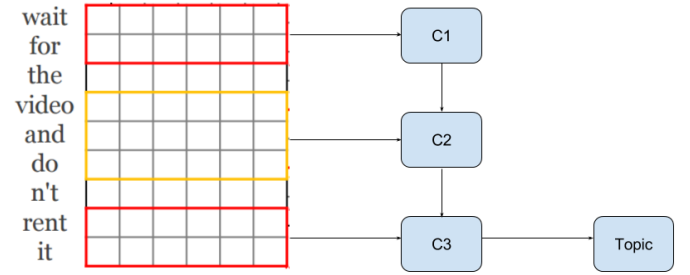 wait
for
the
video
and
do
n't
rent
it
C1
C2
C3
Topic